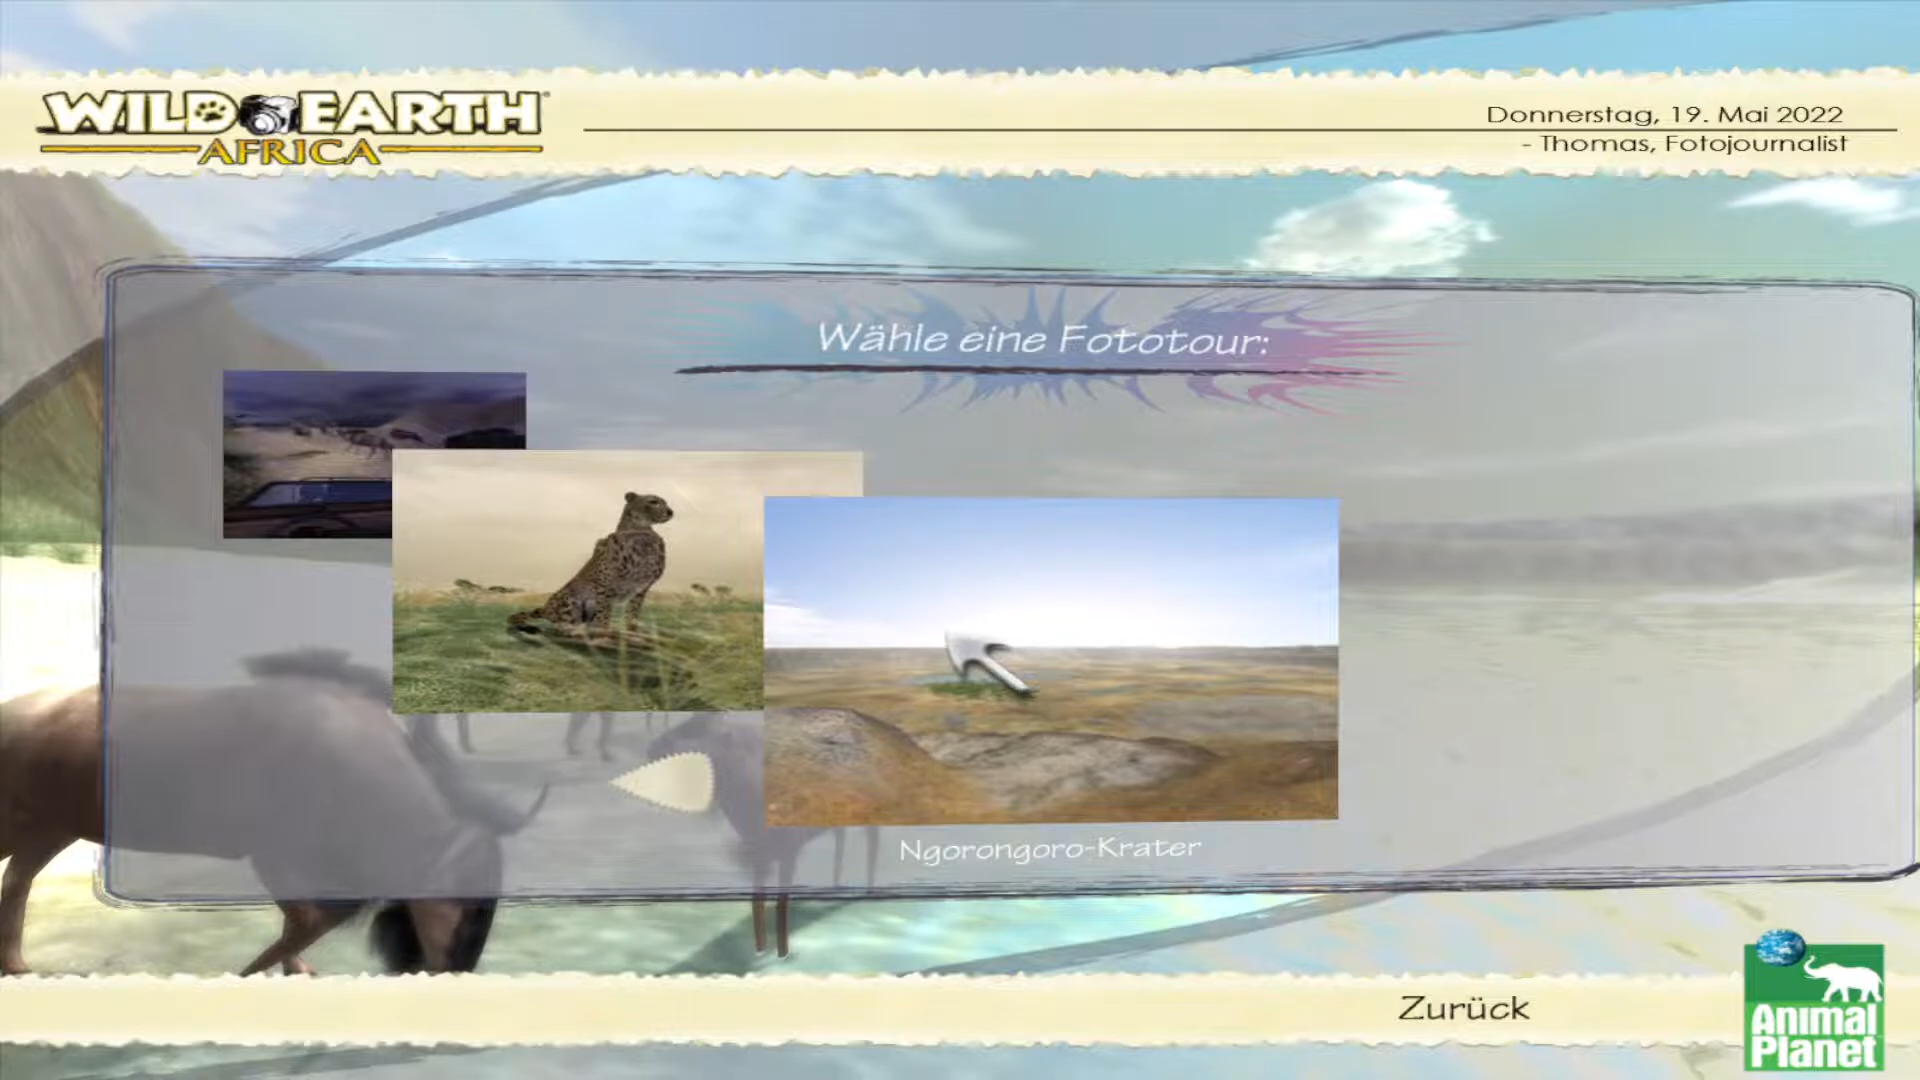 WILD EARTH
AFRICA
Donnerstag, 19. Mai 2022
- Thomas, Fotojournalist
Wähle eine Fototour:
Ngorongoro-Krater
Zurück
Animal
Planet